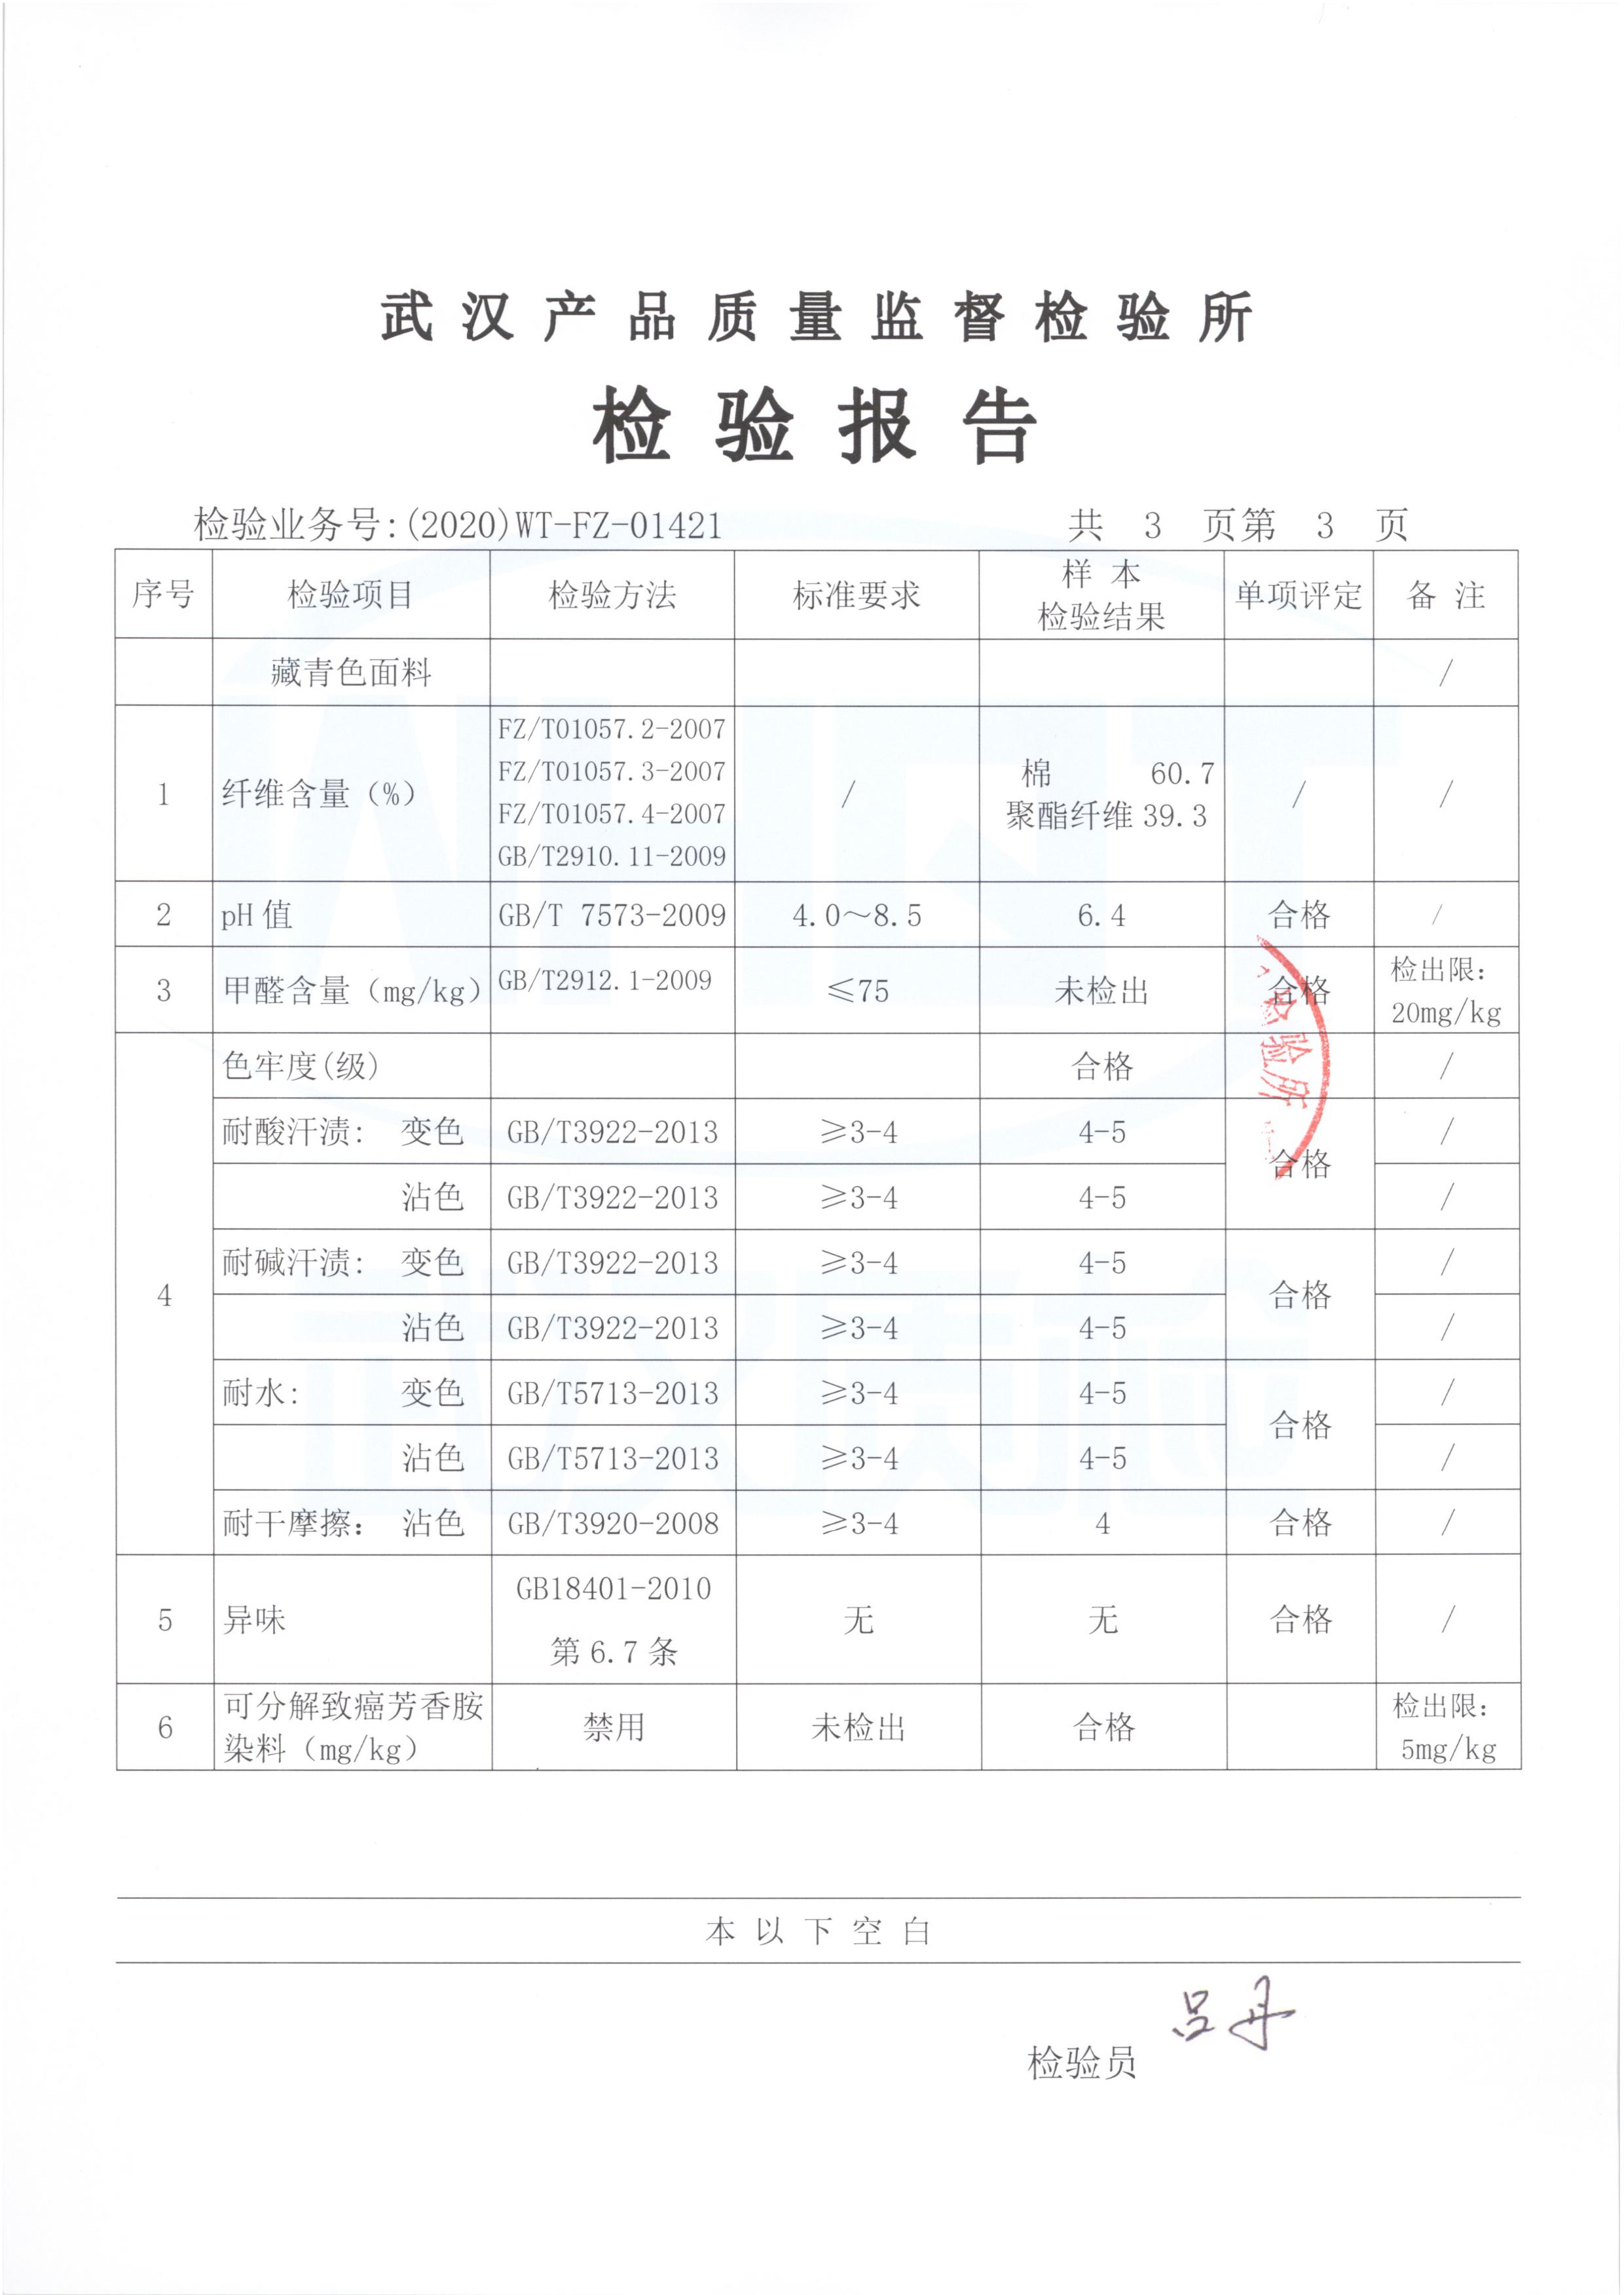 武汉产品质量监督检验所
检验报告
检验业务号:(2020)WT-FZ-01421 共 3 页第 3 页
序号 检验项目 检验方法 标准要求 样本检验结果 单项评定 备注
藏青色面料 /
1 纤维含量（%） FZ/T01057.2-2007 / 棉 60.7 / /
FZ/T01057.3-2007 聚酯纤维 39.3
FZ/T01057.4-2007
GB/T2910.11-2009
2 pH值 GB/T 7573-2009 4.0～8.5 6.4 合格 /
3 甲醛含量（mg/kg） GB/T2912.1-2009 ≤75 未检出 合格 检出限：20mg/kg
4 色牢度(级) 合格 /
耐酸汗渍： 变色 GB/T3922-2013 ≥3-4 4-5 合格 /
沾色 GB/T3922-2013 ≥3-4 4-5 /
耐碱汗渍： 变色 GB/T3922-2013 ≥3-4 4-5 合格 /
沾色 GB/T3922-2013 ≥3-4 4-5 /
耐水： 变色 GB/T5713-2013 ≥3-4 4-5 合格 /
沾色 GB/T5713-2013 ≥3-4 4-5 /
耐干摩擦： 沾色 GB/T3920-2008 ≥3-4 4 合格 /
5 异味 GB18401-2010 第6.7条 无 无 合格 /
6 可分解致癌芳香胺染料（mg/kg） 禁用 未检出 合格 检出限：5mg/kg
检验所
本以下空白
检验员 吕丹
武汉质检